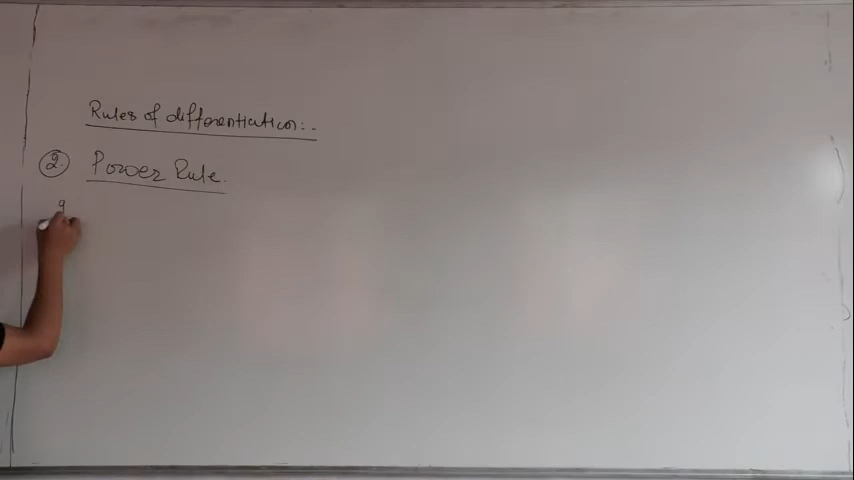 Rules of differentiation:-
2. Power Rule.